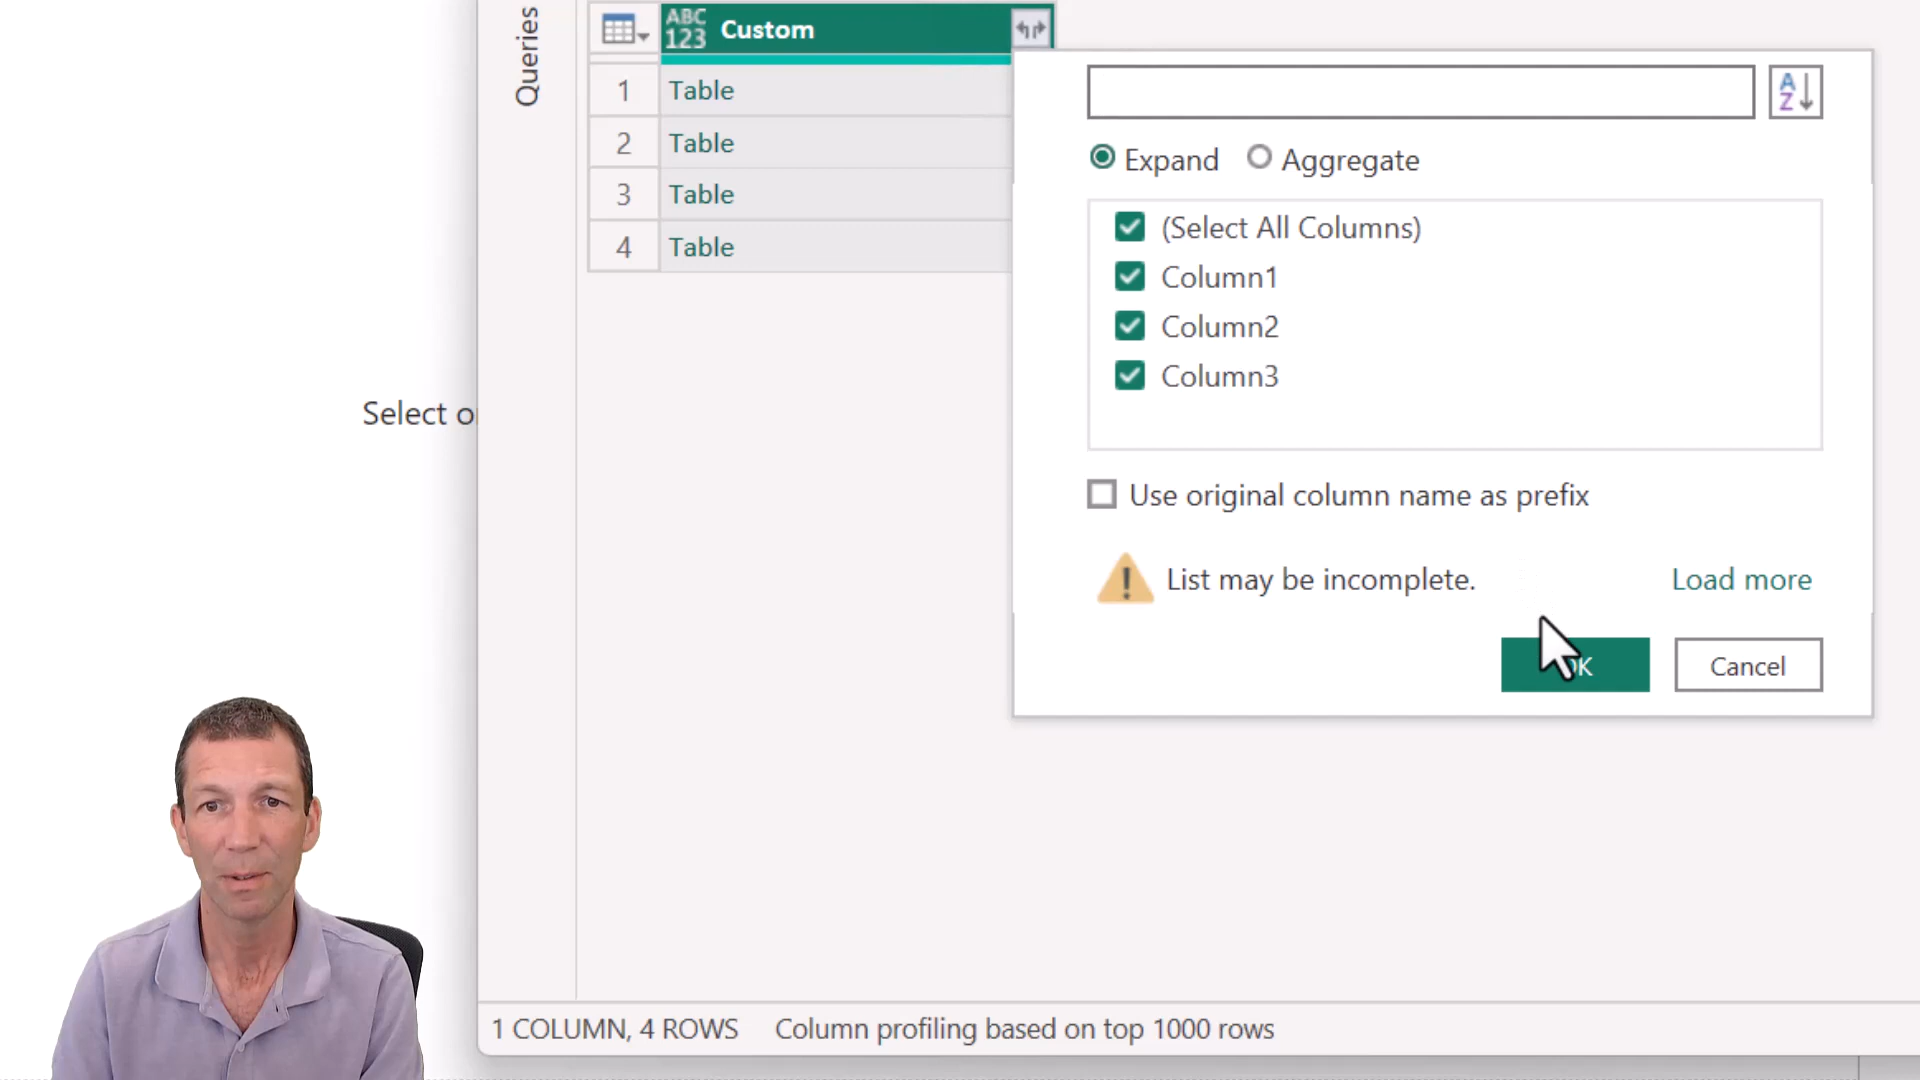 Queries
ABC
123
Custom
1 Table
2 Table
3 Table
4 Table
A
Z
Expand
Aggregate
(Select All Columns)
Column1
Column2
Column3
Use original column name as prefix
List may be incomplete.
Load more
Cancel
Select
1 COLUMN, 4 ROWS
Column profiling based on top 1000 rows